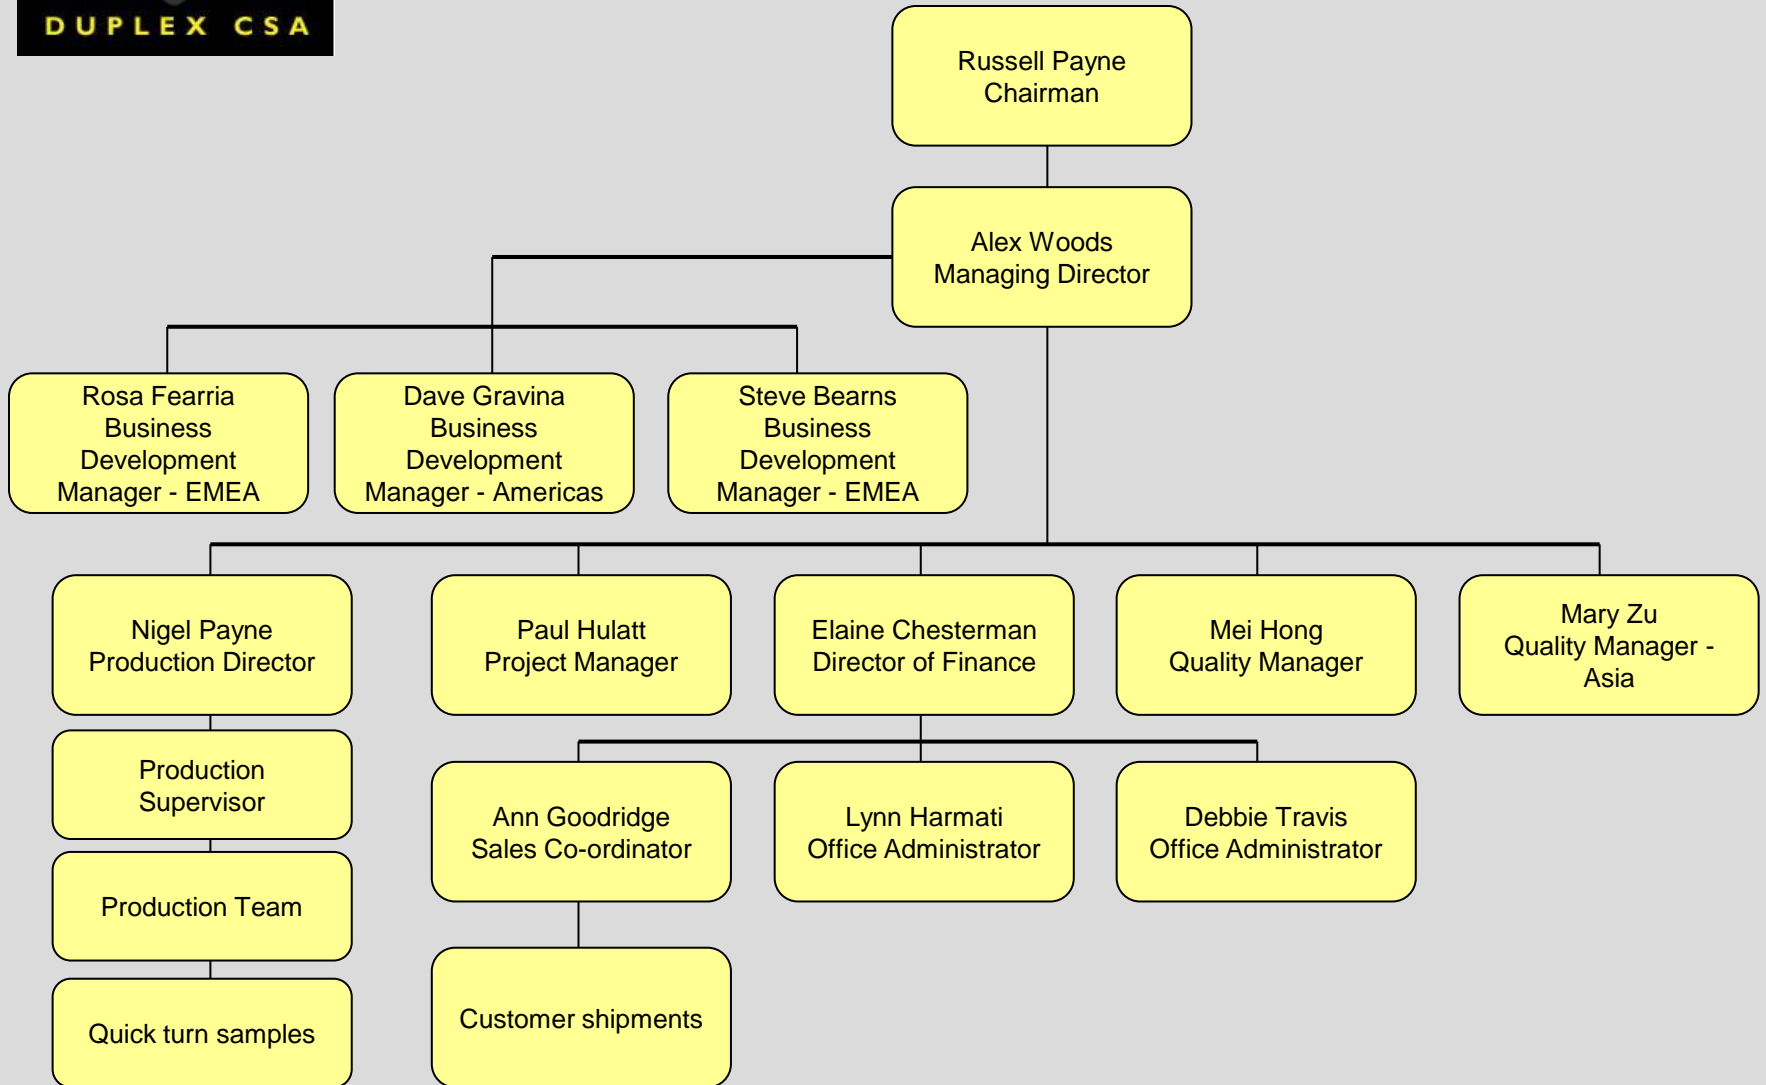 DUPLEX CSA
Russell Payne
Chairman
Alex Woods
Managing Director
Rosa Fearria
Business
Development
Manager - EMEA
Dave Gravina
Business
Development
Manager - Americas
Steve Bearns
Business
Development
Manager - EMEA
Nigel Payne
Production Director
Paul Hulatt
Project Manager
Elaine Chesterman
Director of Finance
Mei Hong
Quality Manager
Mary Zu
Quality Manager -
Asia
Production
Supervisor
Ann Goodridge
Sales Co-ordinator
Lynn Harmati
Office Administrator
Debbie Travis
Office Administrator
Production Team
Quick turn samples
Customer shipments